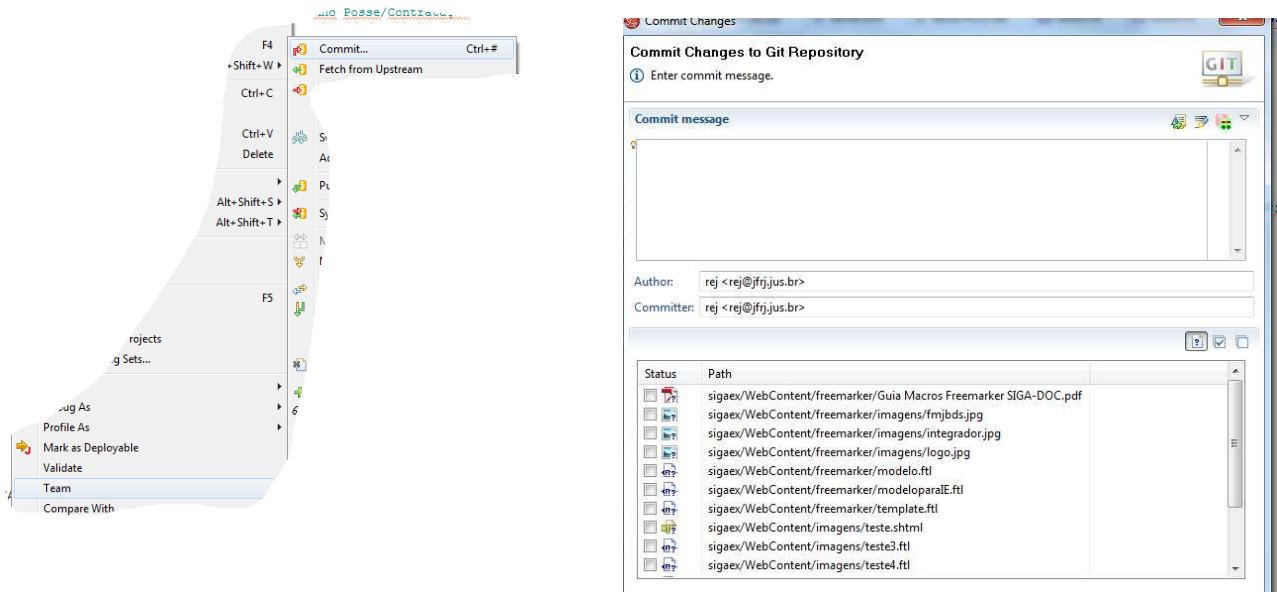 Posse/Contrataç
F4
Commit...
Ctrl+#
+Shift+W
Fetch from Upstream
Ctrl+C
Ctrl+V
Delete
Alt+Shift+S
Alt+Shift+T
F5
rojects
g Sets...
ug As
6
Profile As
Mark as Deployable
Validate
Team
Compare With
Commit Changes
Commit Changes to Git Repository
Enter commit message.
GIT
Commit message
Author: rej <rej@jfrj.jus.br>
Committer: rej <rej@jfrj.jus.br>
Status Path
sigaex/WebContent/freemarker/Guia Macros Freemarker SIGA-DOC.pdf
sigaex/WebContent/freemarker/imagens/fmjbds.jpg
sigaex/WebContent/freemarker/imagens/integrador.jpg
sigaex/WebContent/freemarker/imagens/logo.jpg
sigaex/WebContent/freemarker/modelo.ftl
sigaex/WebContent/freemarker/modeloparaIE.ftl
sigaex/WebContent/freemarker/template.ftl
sigaex/WebContent/imagens/teste.shtml
sigaex/WebContent/imagens/teste3.ftl
sigaex/WebContent/imagens/teste4.ftl